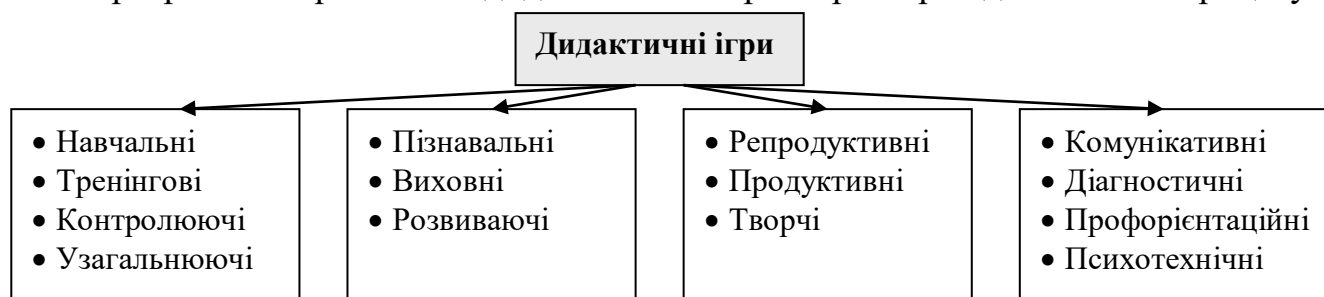 Дидактичні ігри
• Навчальні
• Тренінгові
• Контролюючі
• Узагальнюючі
• Пізнавальні
• Виховні
• Розвиваючі
• Репродуктивні
• Продуктивні
• Творчі
• Комунікативні
• Діагностичні
• Профорієнтаційні
• Психотехнічні